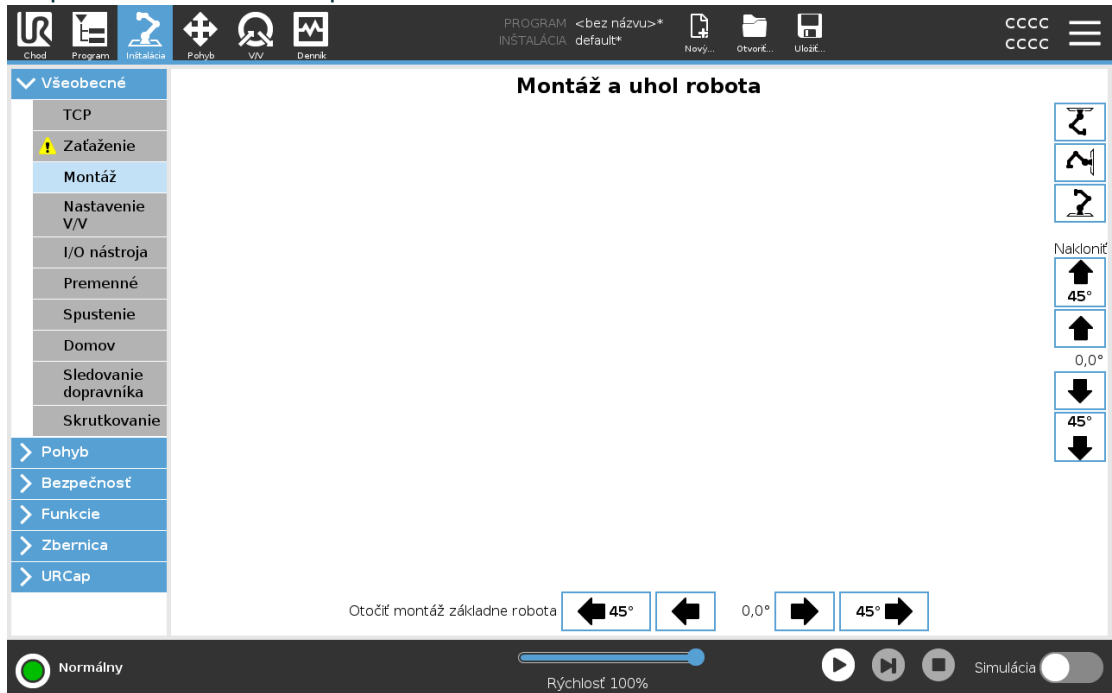 PROGRAM <bez názvu>*
INŠTALÁCIA default*
Chod Program Inštalácia Pohyb V/V Denník
Nový... Otvoriť... Uložiť...
cccc
cccc
Všeobecné
TCP
Zaťaženie
Montáž
Nastavenie
V/V
I/O nástroja
Premenné
Spustenie
Domov
Sledovanie
dopravníka
Skrutkovanie
Pohyb
Bezpečnosť
Funkcie
Zbernica
URCap
Montáž a uhol robota
Nakloniť
45°
0,0°
45°
Otočiť montáž základne robota 45° 0,0° 45°
Normálny
Rýchlosť 100%
Simulácia